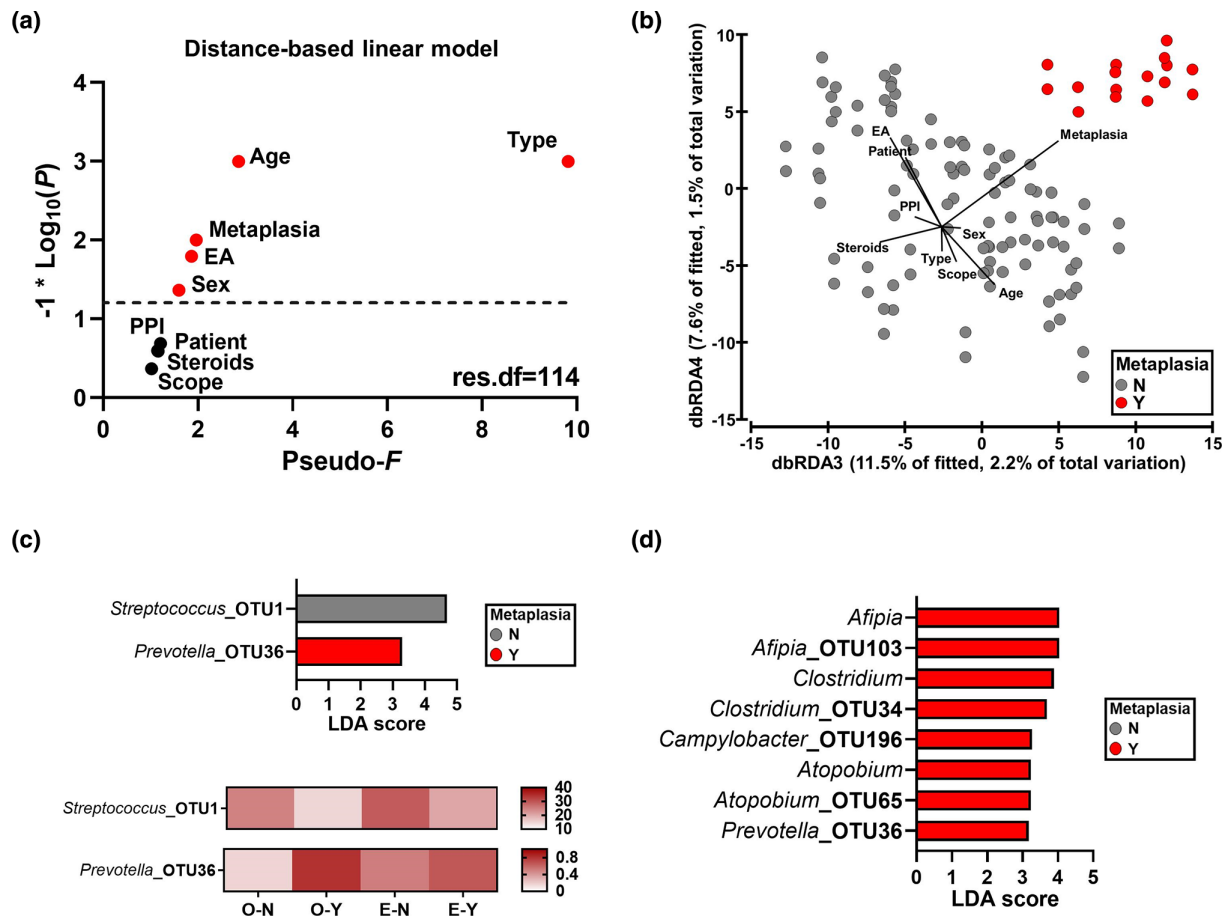 (a)
Distance-based linear model
-1 * Log10(P)
4
3
2
1
0
Type
Age
Metaplasia
EA
Sex
PPI
Patient
Steroids
Scope
res.df=114
0 2 4 6 8 10
Pseudo-F
(b)
dbRDA4 (7.6% of fitted, 1.5% of total variation)
10
5
0
-5
-10
-15
EA
Metaplasia
Patient
PPI
Sex
Steroids
Type
Scope
Age
Metaplasia
N
Y
-15 -10 -5 0 5 10 15
dbRDA3 (11.5% of fitted, 2.2% of total variation)
(c)
Streptococcus_OTU1
Prevotella_OTU36
0 1 2 3 4 5
LDA score
Metaplasia
N
Y
Streptococcus_OTU1
40
30
20
10
Prevotella_OTU36
0.8
0.4
0
O-N O-Y E-N E-Y
(d)
Afipia
Afipia_OTU103
Clostridium
Clostridium_OTU34
Campylobacter_OTU196
Atopobium
Atopobium_OTU65
Prevotella_OTU36
0 1 2 3 4 5
LDA score
Metaplasia
N
Y